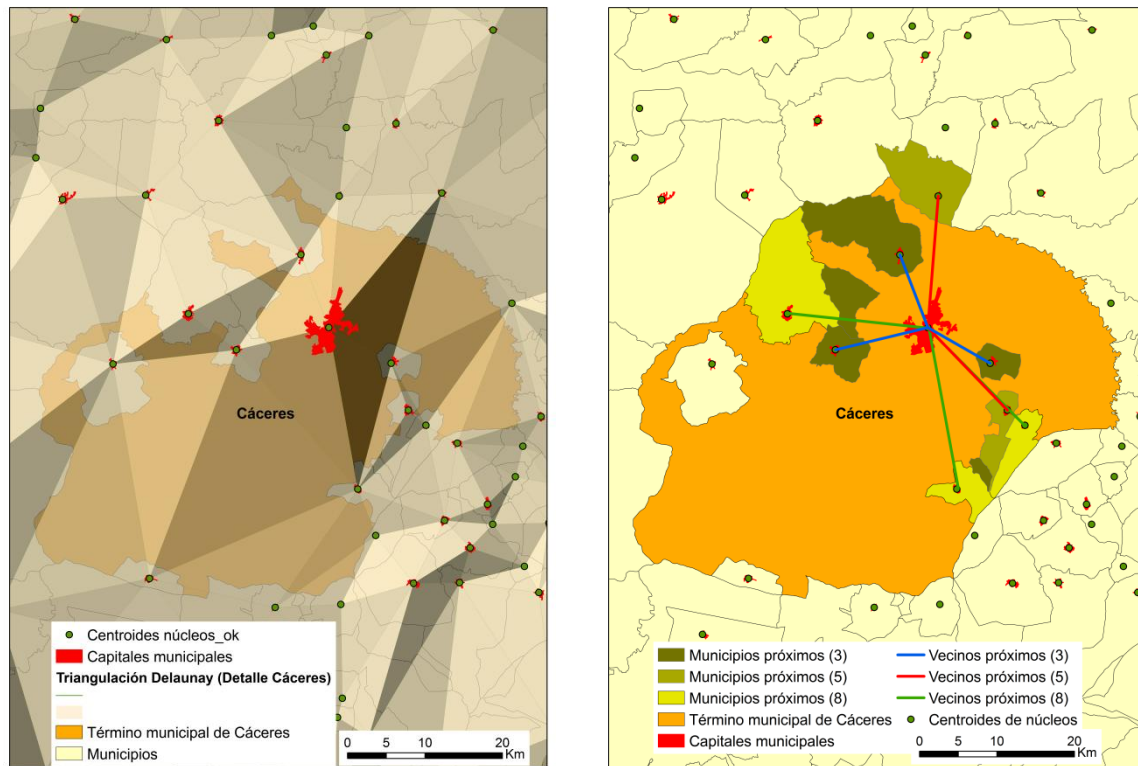 Cáceres
Centroides núcleos_ok
Capitales municipales
Triangulación Delaunay (Detalle Cáceres)
Término municipal de Cáceres
Municipios
0 5 10 20
Km
Cáceres
Municipios próximos (3)
Municipios próximos (5)
Municipios próximos (8)
Término municipal de Cáceres
Capitales municipales
Vecinos próximos (3)
Vecinos próximos (5)
Vecinos próximos (8)
Centroides de núcleos
0 5 10 20
Km